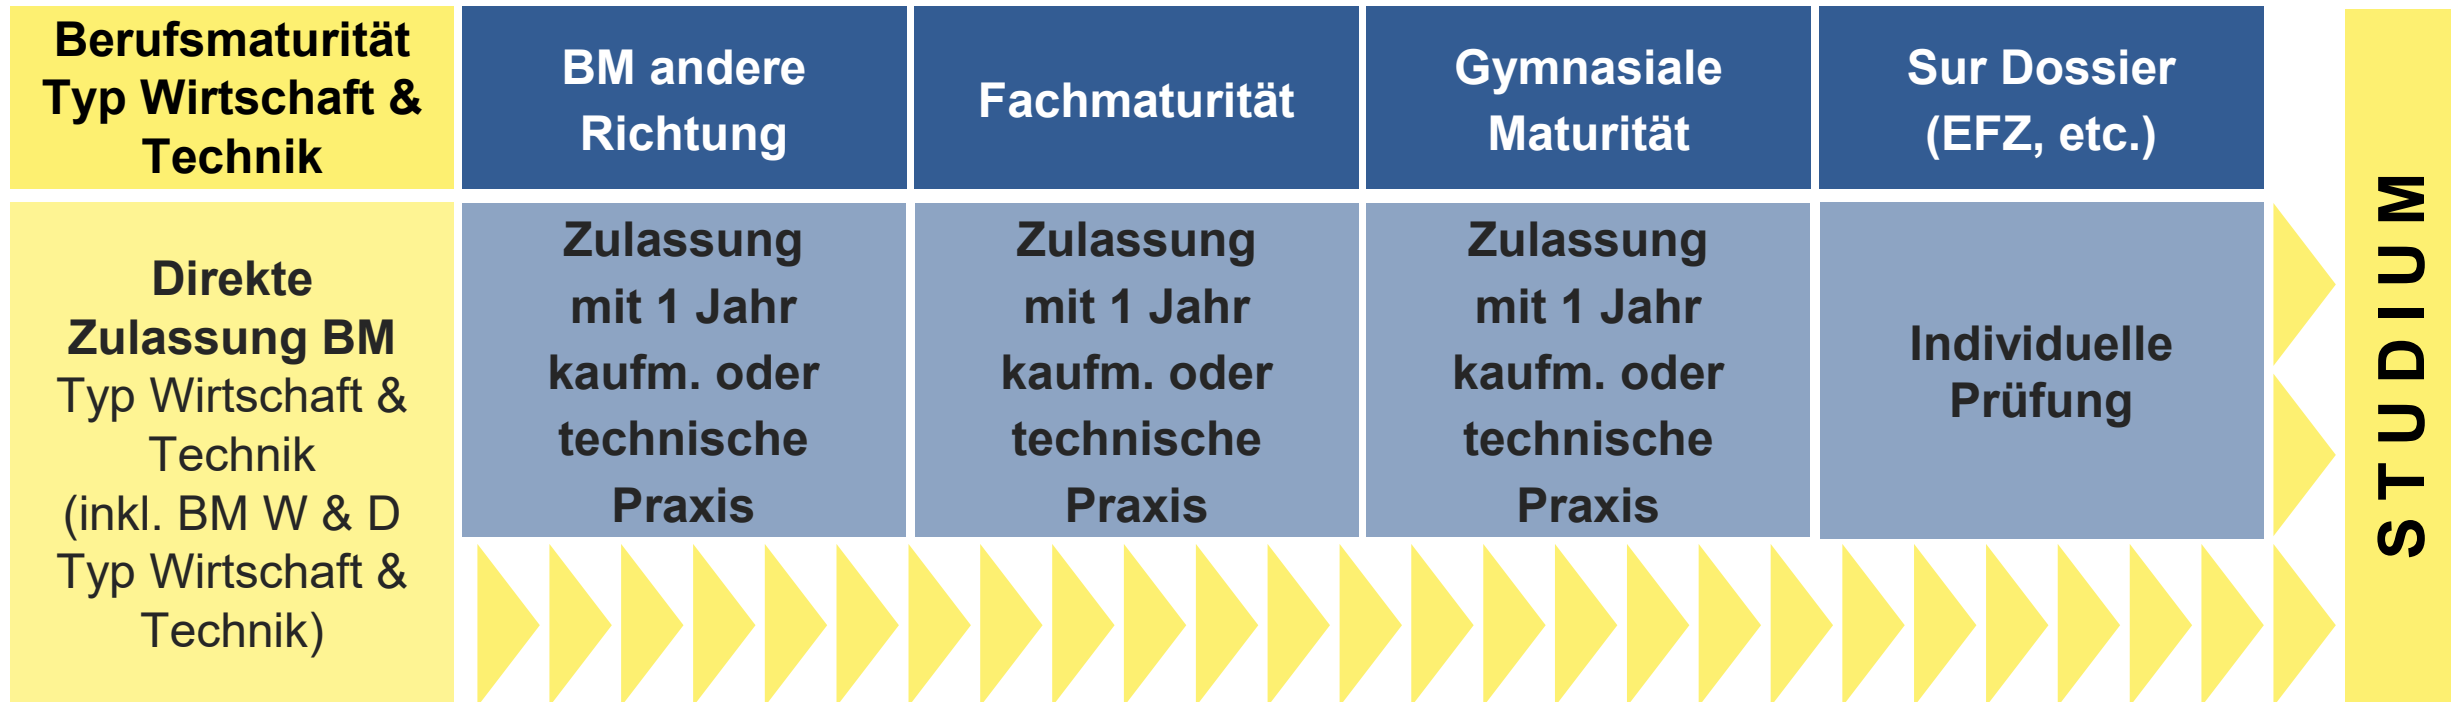 Berufsmaturität
Typ Wirtschaft &
Technik
BM andere
Richtung
Fachmaturität
Gymnasiale
Maturität
Sur Dossier
(EFZ, etc.)
Direkte
Zulassung BM
Typ Wirtschaft &
Technik
(inkl. BM W & D
Typ Wirtschaft &
Technik)
Zulassung
mit 1 Jahr
kaufm. oder
technische
Praxis
Zulassung
mit 1 Jahr
kaufm. oder
technische
Praxis
Zulassung
mit 1 Jahr
kaufm. oder
technische
Praxis
Individuelle
Prüfung
STUDIUM